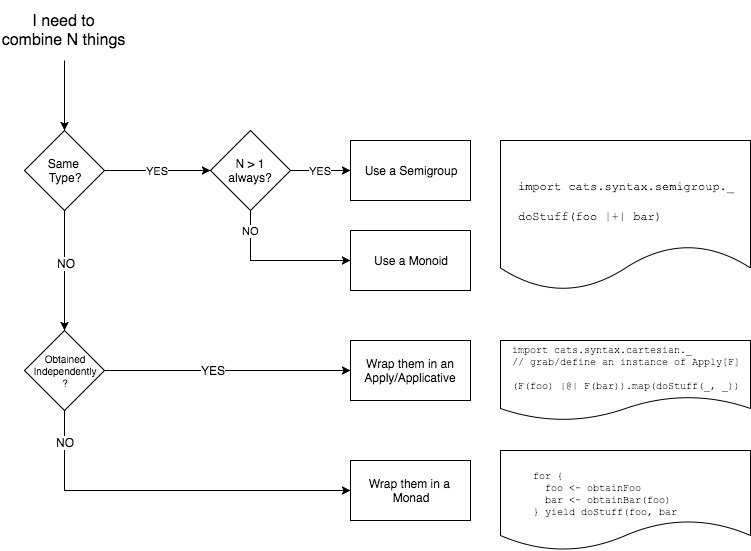 I need to
combine N things
Same
Type?
YES
N > 1
always?
YES
Use a Semigroup
import cats.syntax.semigroup._
doStuff(foo |+| bar)
NO
Use a Monoid
NO
Obtained
Independently
?
YES
Wrap them in an
Apply/Applicative
import cats.syntax.cartesian._
// grab/define an instance of Apply[F]
(F(foo) |@| F(bar)).map(doStuff(_, _))
NO
Wrap them in a
Monad
for {
foo <- obtainFoo
bar <- obtainBar(foo)
} yield doStuff(foo, bar